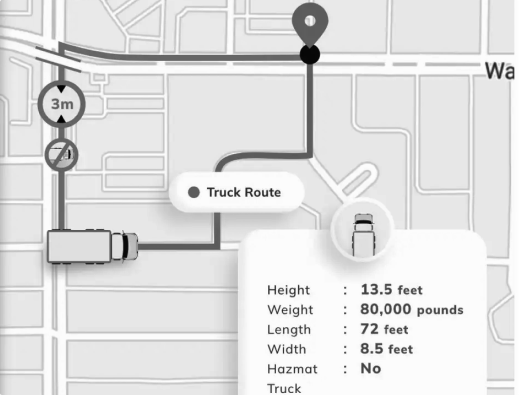 Wa
3m
Truck Route
Height : 13.5 feet
Weight : 80,000 pounds
Length : 72 feet
Width : 8.5 feet
Hazmat : No
Truck